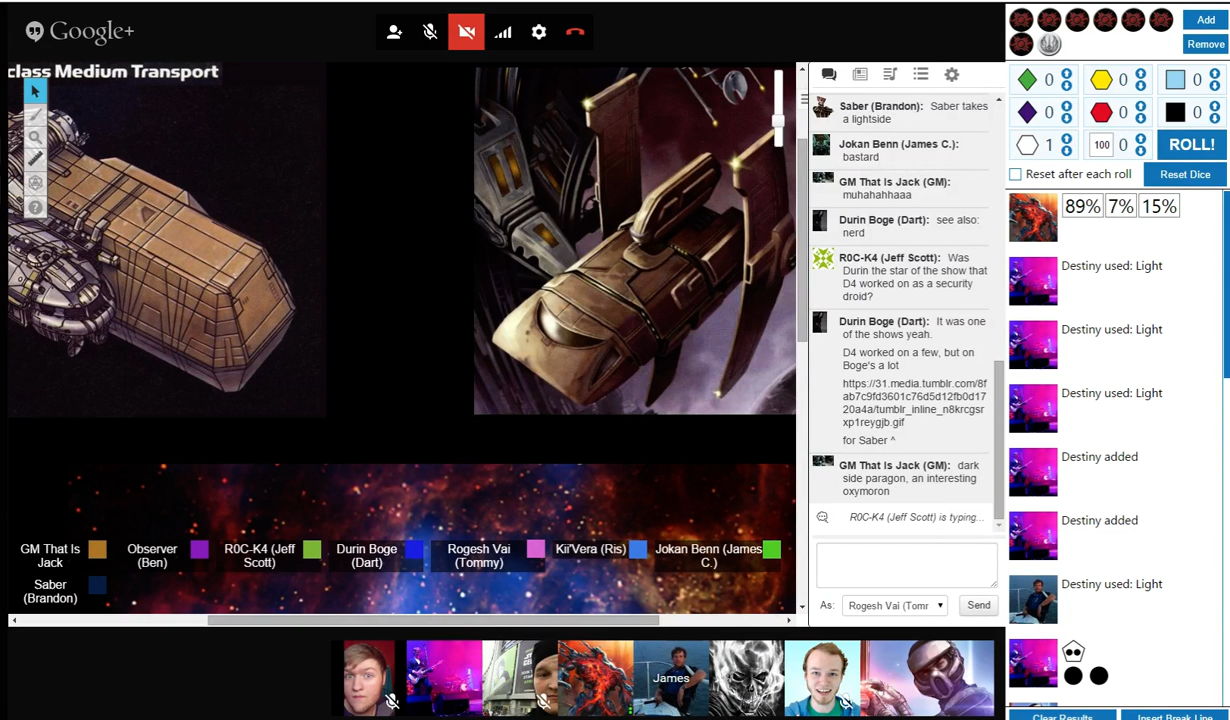 Google+
class Medium Transport
Saber (Brandon): Saber takes
a lightside
Jokan Benn (James C.):
bastard
GM That Is Jack (GM):
muhahahhaaa
Durin Boge (Dart): see also:
nerd
R0C-K4 (Jeff Scott): Was
Durin the star of the show that
D4 worked on as a security
droid?
Durin Boge (Dart): It was one
of the shows yeah.
D4 worked on a few, but on
Boge's a lot
https://31.media.tumblr.com/8f
ab7c9fd3601c76d5d12fb0d17
20a4a/tumblr_inline_n8krcgsr
xp1reygjb.gif
for Saber ^
GM That Is Jack (GM): dark
side paragon, an interesting
oxymoron
R0C-K4 (Jeff Scott) is typing...
As: Rogesh Vai (Tomr Send
GM That Is
Jack
Observer
(Ben)
R0C-K4 (Jeff
Scott)
Durin Boge
(Dart)
Rogesh Vai
(Tommy)
Kii'Vera (Ris)
Jokan Benn (James
C.)
Saber
(Brandon)
James
Add
Remove
0 0 0
0 0 0
1 100 0 ROLL!
Reset after each roll Reset Dice
89% 7% 15%
Destiny used: Light
Destiny used: Light
Destiny used: Light
Destiny added
Destiny added
Destiny used: Light
Clear Results Insert Break Line